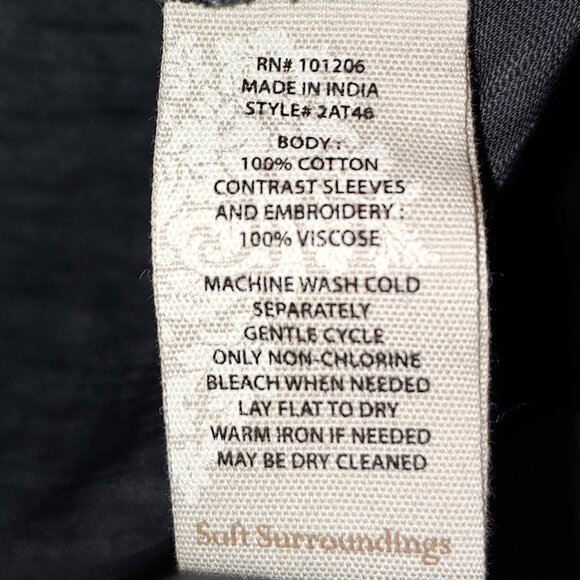 RN# 101206
MADE IN INDIA
STYLE# 2AT46
BODY :
100% COTTON
CONTRAST SLEEVES
AND EMBROIDERY :
100% VISCOSE
MACHINE WASH COLD
SEPARATELY
GENTLE CYCLE
ONLY NON-CHLORINE
BLEACH WHEN NEEDED
LAY FLAT TO DRY
WARM IRON IF NEEDED
MAY BE DRY CLEANED
Soft Surroundings